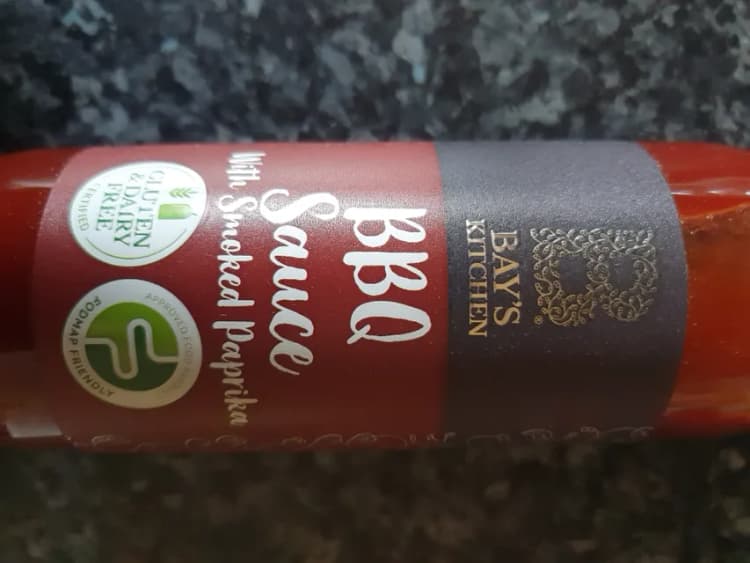 BAY'S
KITCHEN
®
BBQ
Sauce
With Smoked Paprika
GLUTEN
& DAIRY
FREE
CERTIFIED
FODMAP FRIENDLY
APPROVED FOOD